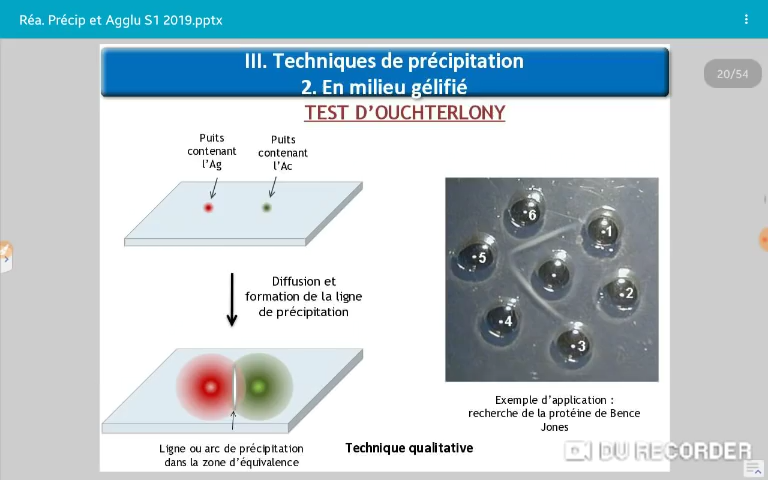 Réa. Précip et Agglu S1 2019.pptx
20/54
III. Techniques de précipitation
2. En milieu gélifié
TEST D'OUCHTERLONY
Puits
contenant
l'Ag
Puits
contenant
l'Ac
Diffusion et
formation de la ligne
de précipitation
6
1
5
2
4
3
Ligne ou arc de précipitation
dans la zone d'équivalence
Technique qualitative
Exemple d'application :
recherche de la protéine de Bence
Jones
DU RECORDER